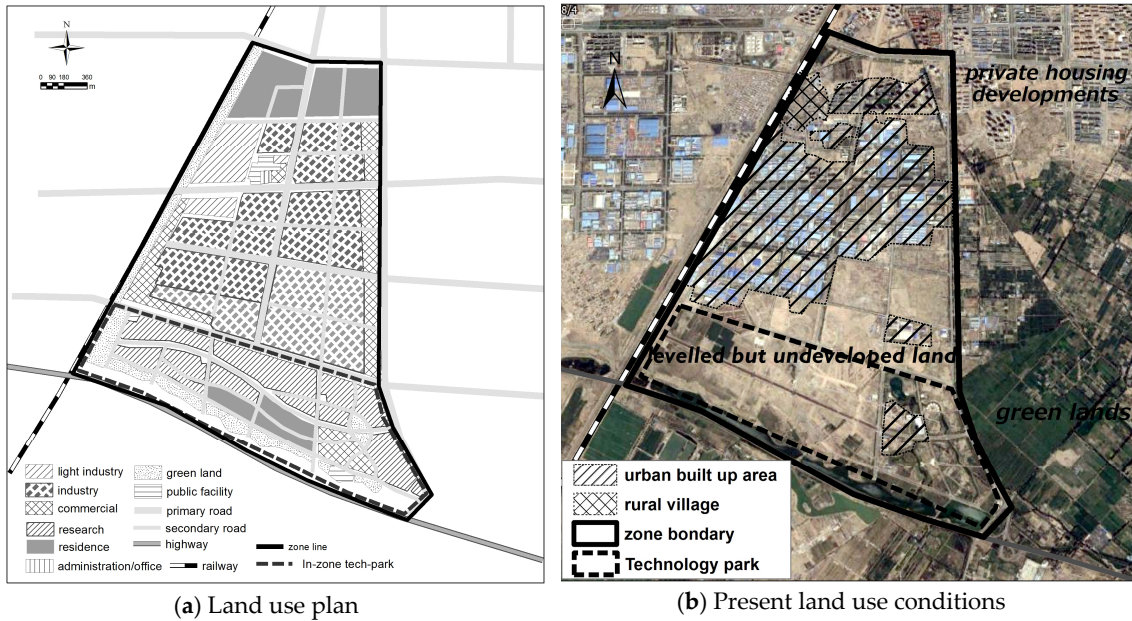 N
0 90 180 360
m
light industry
industry
commercial
research
residence
administration/office
green land
public facility
primary road
secondary road
highway
railway
zone line
In-zone tech-park
(a) Land use plan
8/4
N
private housing
developments
levelled but undeveloped land
green lands
urban built up area
rural village
zone bondary
Technology park
(b) Present land use conditions